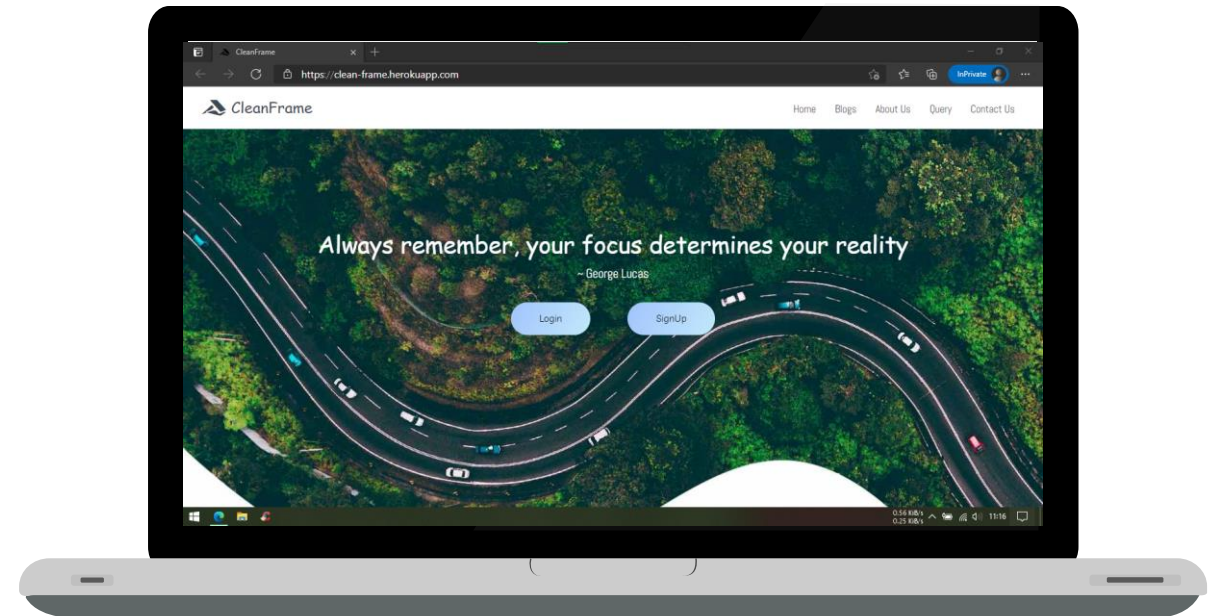 CleanFrame
https://clean-frame.herokuapp.com
InPrivate
CleanFrame
Home Blogs About Us Query Contact Us
Always remember, your focus determines your reality
~ George Lucas
Login SignUp
0.56 KiB/s
0.25 KiB/s
11:16